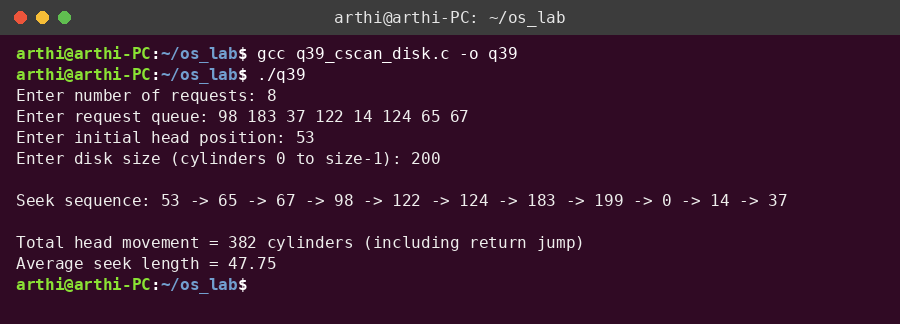 arthi@arthi-PC: ~/os_lab
arthi@arthi-PC:~/os_lab$ gcc q39_cscan_disk.c -o q39
arthi@arthi-PC:~/os_lab$ ./q39
Enter number of requests: 8
Enter request queue: 98 183 37 122 14 124 65 67
Enter initial head position: 53
Enter disk size (cylinders 0 to size-1): 200
Seek sequence: 53 -> 65 -> 67 -> 98 -> 122 -> 124 -> 183 -> 199 -> 0 -> 14 -> 37
Total head movement = 382 cylinders (including return jump)
Average seek length = 47.75
arthi@arthi-PC:~/os_lab$